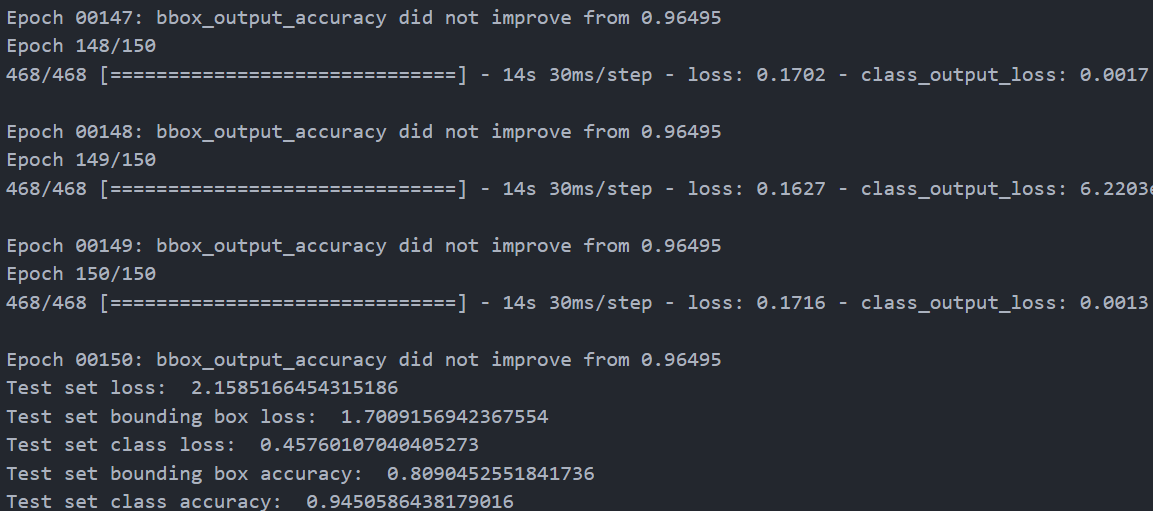 Epoch 00147: bbox_output_accuracy did not improve from 0.96495
Epoch 148/150
468/468 [==============================] - 14s 30ms/step - loss: 0.1702 - class_output_loss: 0.0017
Epoch 00148: bbox_output_accuracy did not improve from 0.96495
Epoch 149/150
468/468 [==============================] - 14s 30ms/step - loss: 0.1627 - class_output_loss: 6.2203e
Epoch 00149: bbox_output_accuracy did not improve from 0.96495
Epoch 150/150
468/468 [==============================] - 14s 30ms/step - loss: 0.1716 - class_output_loss: 0.0013
Epoch 00150: bbox_output_accuracy did not improve from 0.96495
Test set loss:  2.1585166454315186
Test set bounding box loss:  1.7009156942367554
Test set class loss:  0.45760107040405273
Test set bounding box accuracy:  0.8090452551841736
Test set class accuracy:  0.9450586438179016